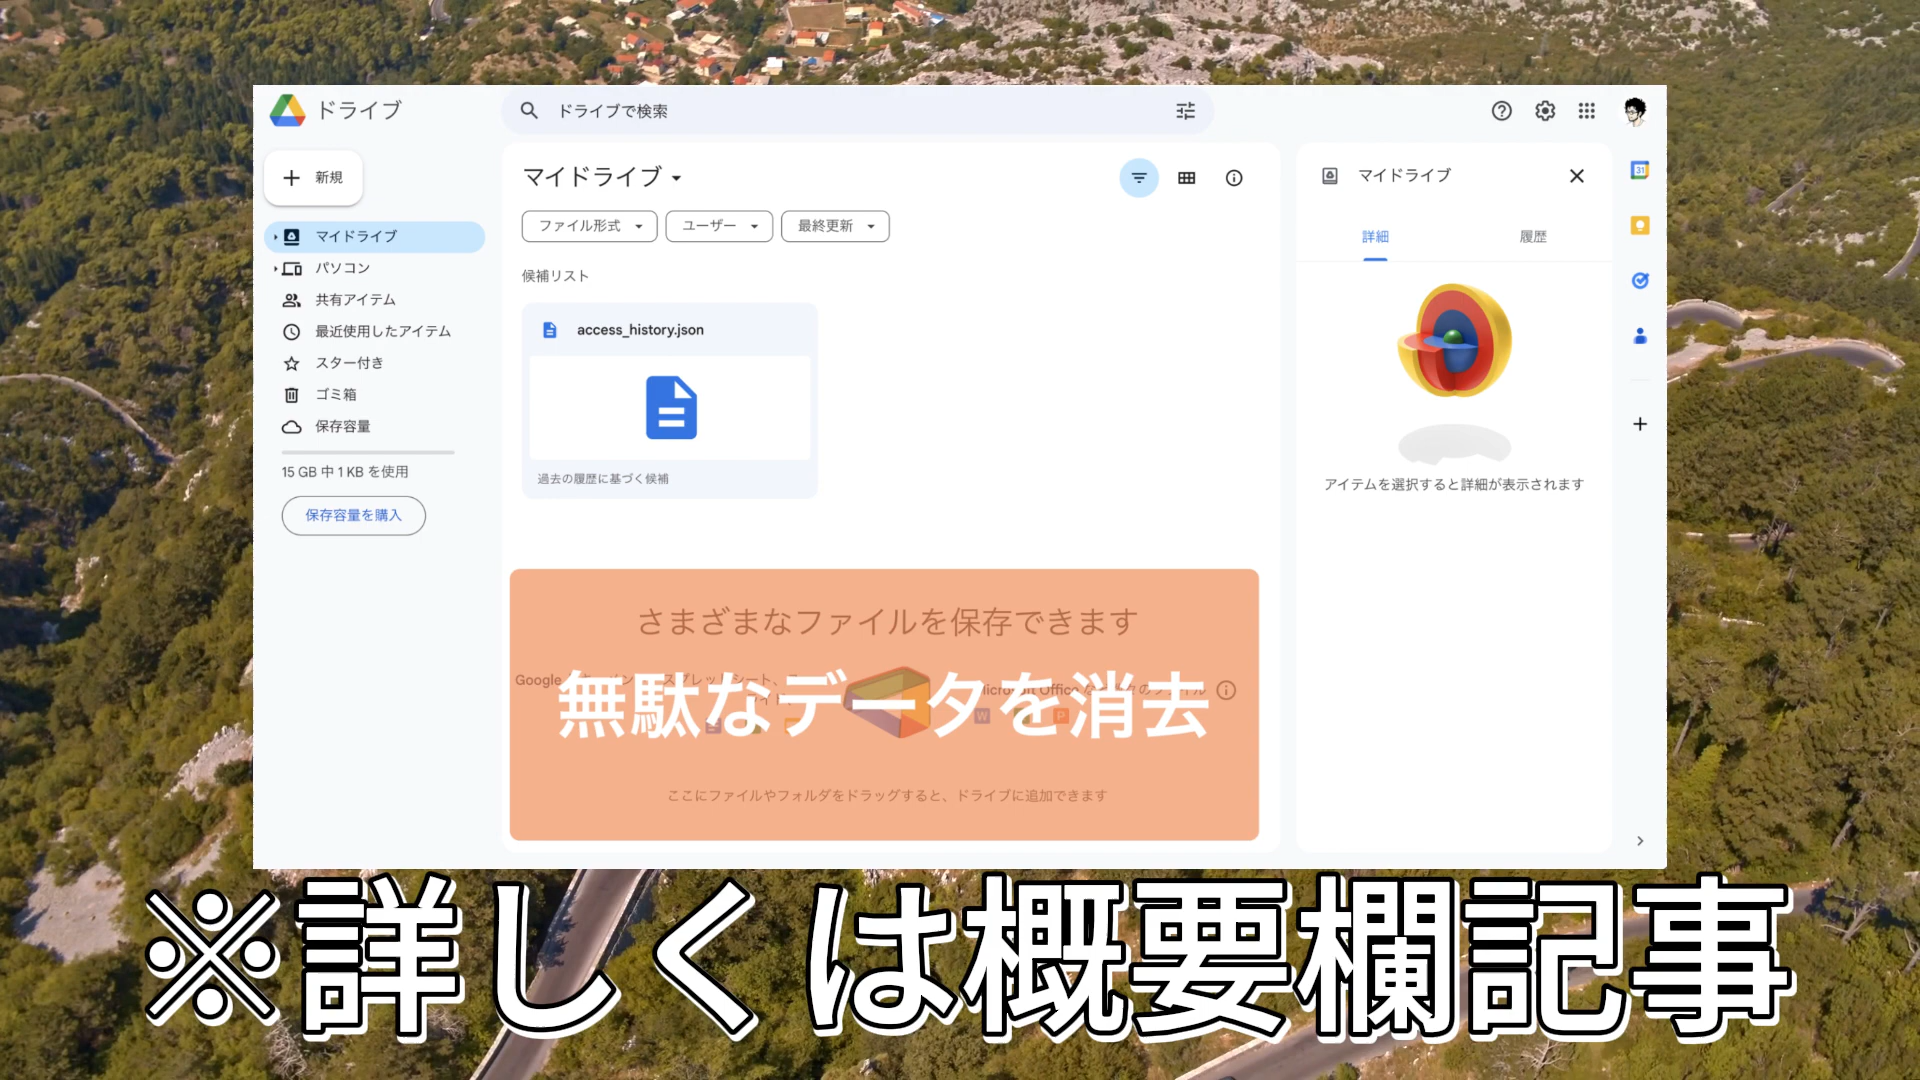 ドライブ
ドライブで検索
新規
マイドライブ
パソコン
共有アイテム
最近使用したアイテム
スター付き
ゴミ箱
保存容量
15 GB 中 1 KB を使用
保存容量を購入
マイドライブ
ファイル形式
ユーザー
最終更新
候補リスト
access_history.json
過去の履歴に基づく候補
さまざまなファイルを保存できます
Google
Office
無駄なデータを消去
ここにファイルやフォルダをドラッグすると、ドライブに追加できます
マイドライブ
詳細
履歴
アイテムを選択すると詳細が表示されます
31
※詳しくは概要欄記事